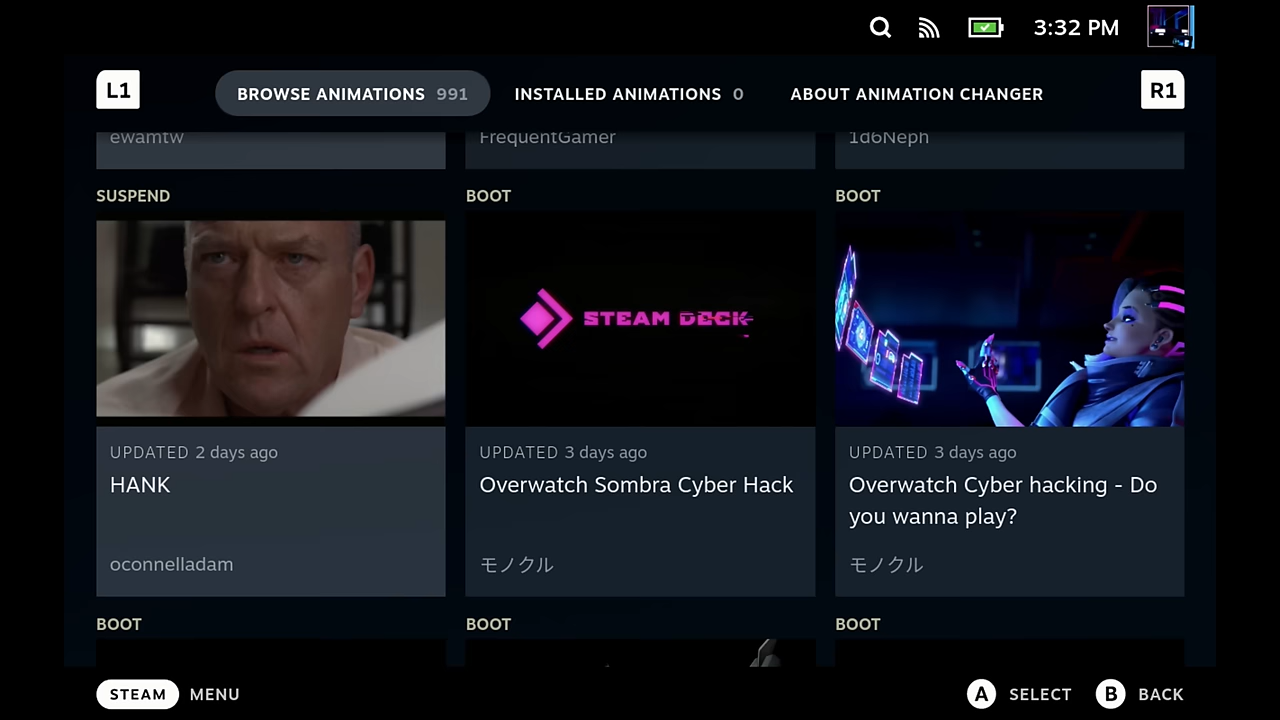 3:32 PM
L1
BROWSE ANIMATIONS 991
INSTALLED ANIMATIONS 0
ABOUT ANIMATION CHANGER
R1
ewamtw
FrequentGamer
1d6Neph
SUSPEND
BOOT
BOOT
STEAM DECK
UPDATED 2 days ago
HANK
oconnelladam
UPDATED 3 days ago
Overwatch Sombra Cyber Hack
モノクル
UPDATED 3 days ago
Overwatch Cyber hacking - Do
you wanna play?
モノクル
BOOT
BOOT
BOOT
STEAM MENU
A SELECT
B BACK